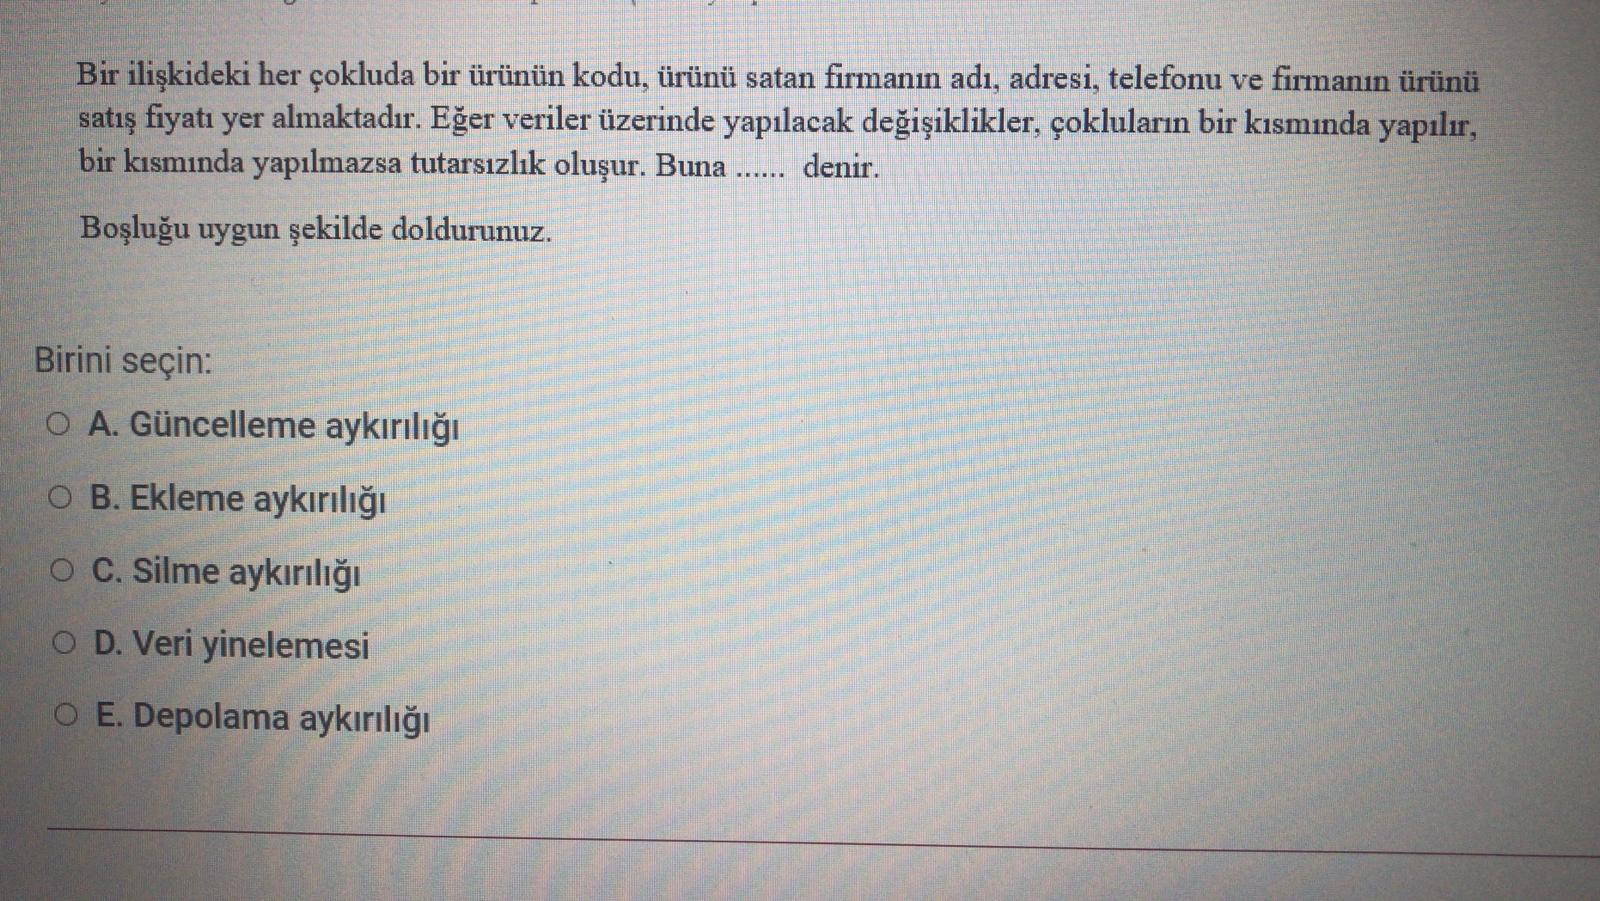 Bir ilişkideki her çokluda bir ürünün kodu, ürünü satan firmanın adı, adresi, telefonu ve firmanın ürünü
satış fiyatı yer almaktadır. Eğer veriler üzerinde yapılacak değişiklikler, çokluların bir kısmında yapılır,
bir kısmında yapılmazsa tutarsızlık oluşur. Buna ...... denir.
Boşluğu uygun şekilde doldurunuz.
Birini seçin:
A. Güncelleme aykırılığı
B. Ekleme aykırılığı
C. Silme aykırılığı
D. Veri yinelemesi
E. Depolama aykırılığı